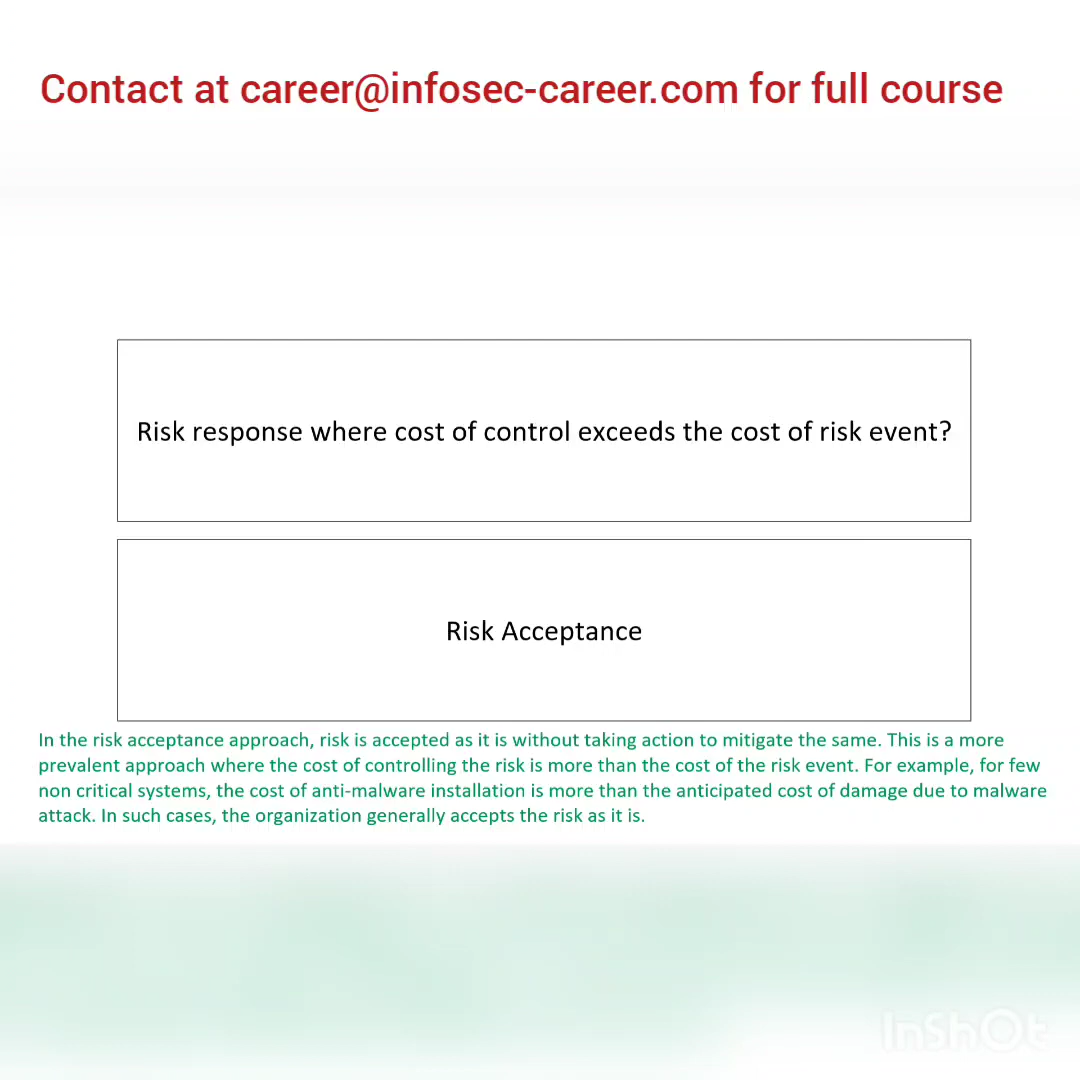 Contact at career@infosec-career.com for full course
Risk response where cost of control exceeds the cost of risk event?
Risk Acceptance
In the risk acceptance approach, risk is accepted as it is without taking action to mitigate the same. This is a more
prevalent approach where the cost of controlling the risk is more than the cost of the risk event. For example, for few
non critical systems, the cost of anti-malware installation is more than the anticipated cost of damage due to malware
attack. In such cases, the organization generally accepts the risk as it is.
InShOt